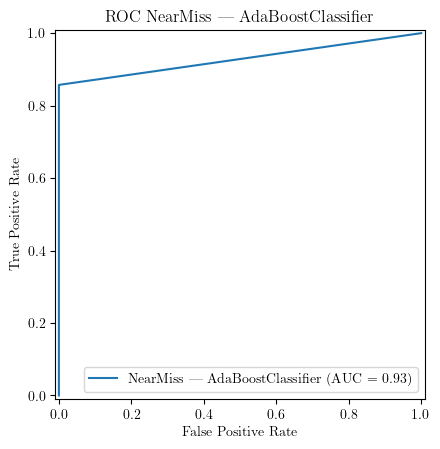 ROC NearMiss — AdaBoostClassifier
1.0
0.8
0.6
0.4
0.2
0.0
True Positive Rate
NearMiss — AdaBoostClassifier (AUC = 0.93)
0.0 0.2 0.4 0.6 0.8 1.0
False Positive Rate